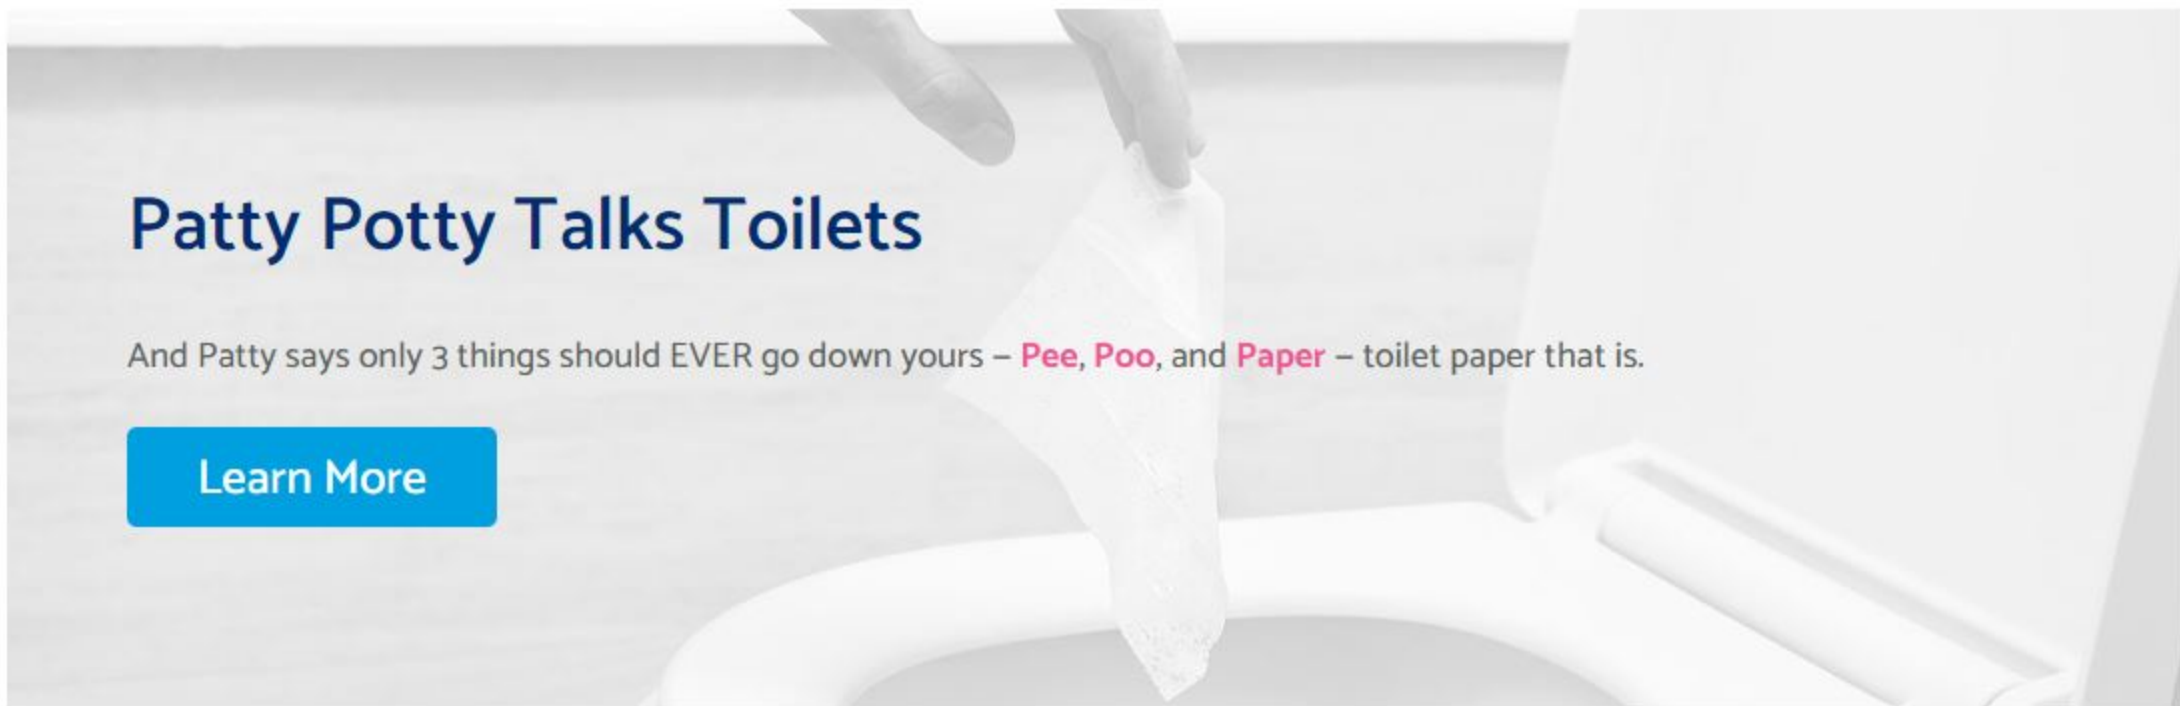 Patty Potty Talks Toilets
And Patty says only 3 things should EVER go down yours – Pee, Poo, and Paper – toilet paper that is.
Learn More